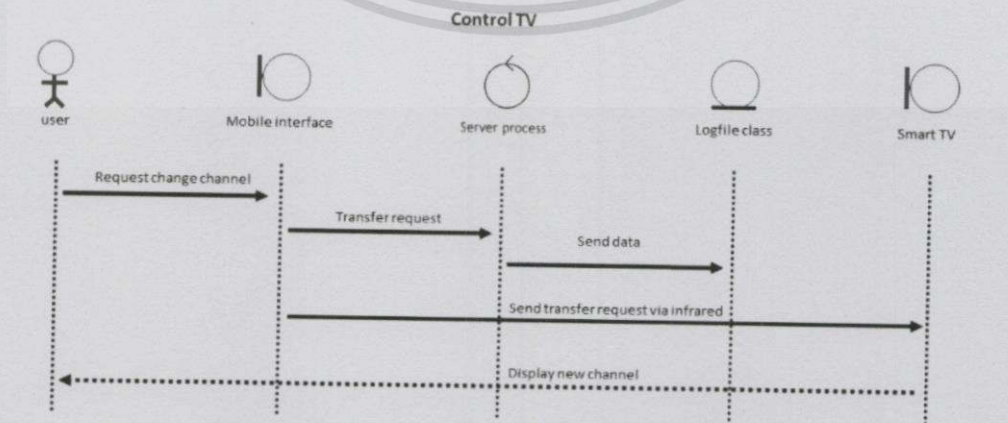 Control TV
user
Mobile interface
Server process
Logfile class
Smart TV
Request change channel
Transfer request
Send data
Send transfer request via infrared
Display new channel